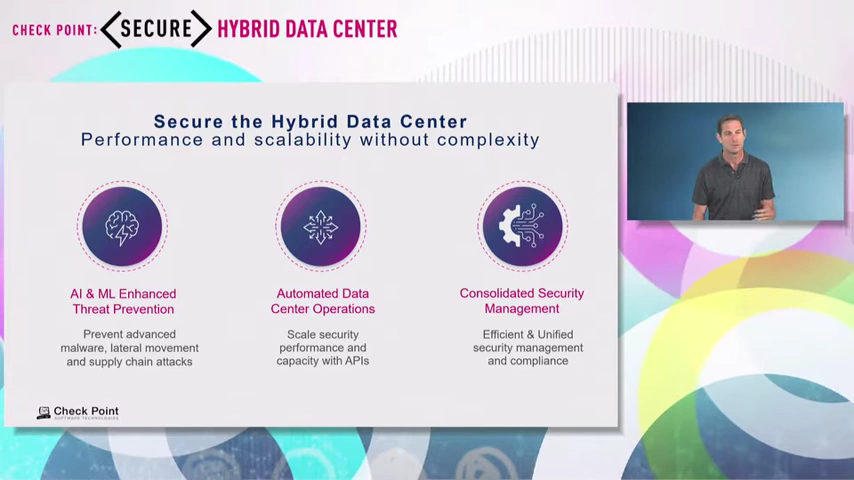 CHECK POINT: <SECURE> HYBRID DATA CENTER
Secure the Hybrid Data Center
Performance and scalability without complexity
AI & ML Enhanced
Threat Prevention
Prevent advanced
malware, lateral movement
and supply chain attacks
Automated Data
Center Operations
Scale security
performance and
capacity with APIs
Consolidated Security
Management
Efficient & Unified
security management
and compliance
Check Point
SOFTWARE TECHNOLOGIES